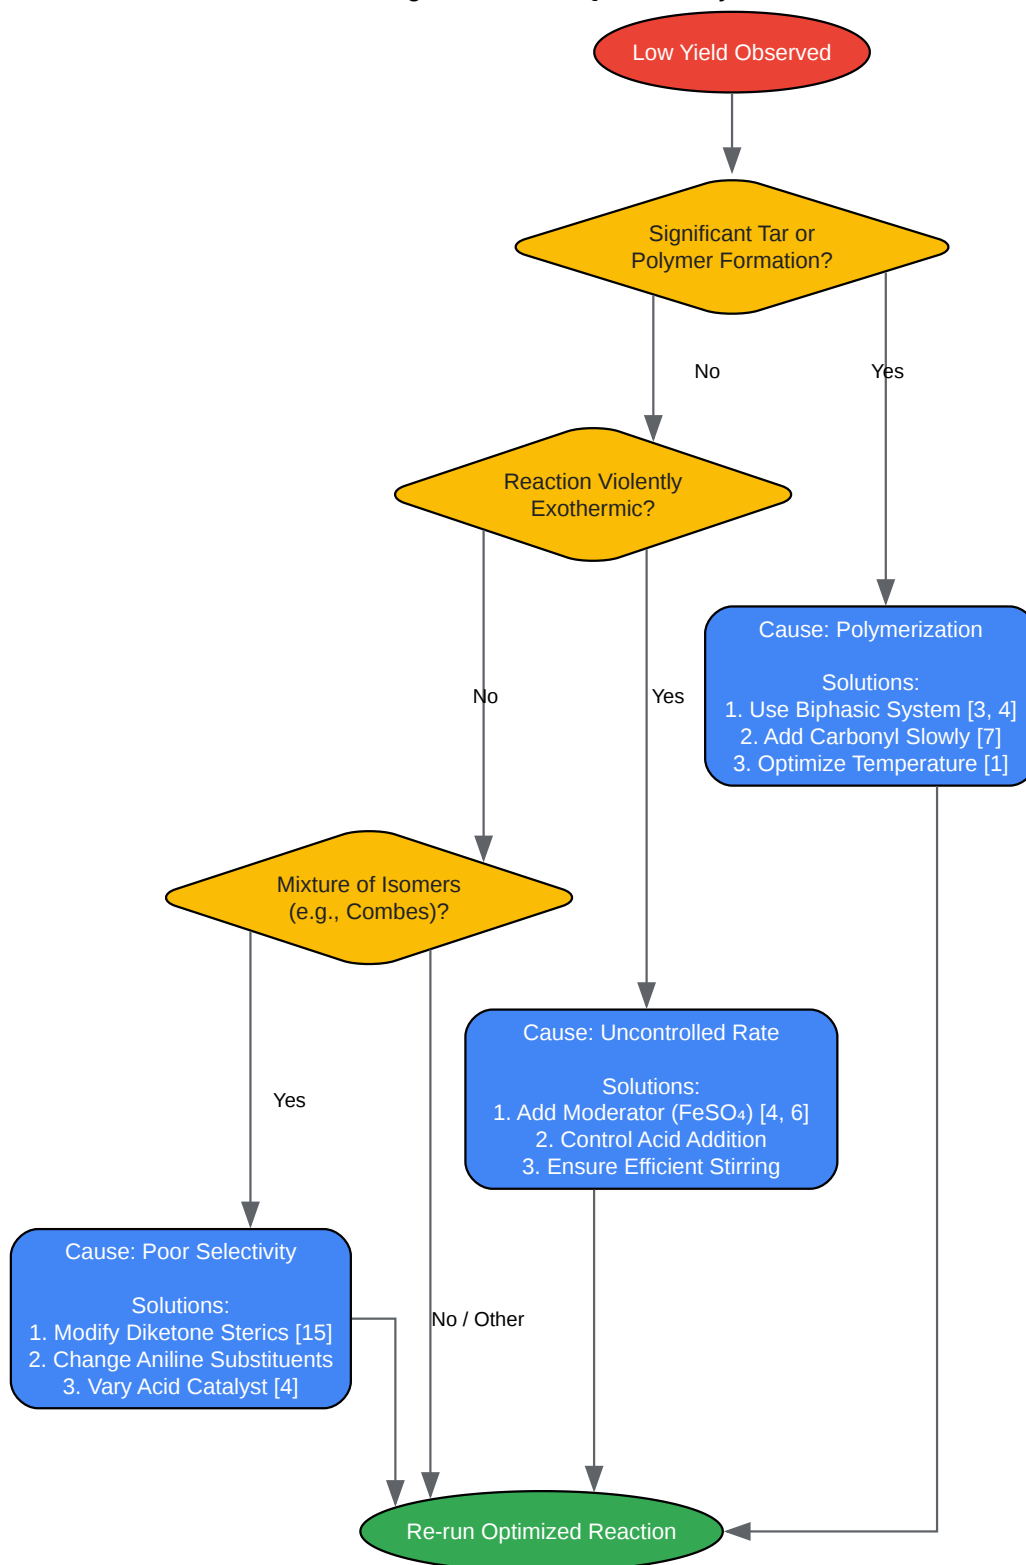 Low Yield Observed
Significant Tar or
Polymer Formation?
No
Yes
Reaction Violently
Exothermic?
Cause: Polymerization
Solutions:
1. Use Biphasic System [3, 4]
2. Add Carbonyl Slowly [7]
3. Optimize Temperature [1]
No
Yes
Mixture of Isomers
(e.g., Combes)?
Cause: Uncontrolled Rate
Solutions:
1. Add Moderator (FeSO₄) [4, 6]
2. Control Acid Addition
3. Ensure Efficient Stirring
Yes
Cause: Poor Selectivity
Solutions:
1. Modify Diketone Sterics [15]
2. Change Aniline Substituents
3. Vary Acid Catalyst [4]
No / Other
Re-run Optimized Reaction